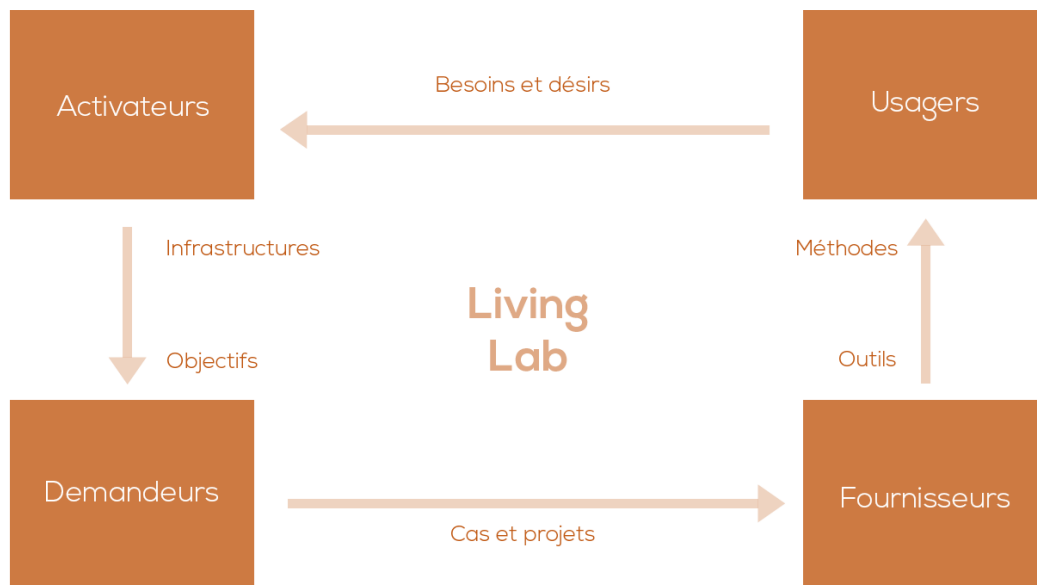 Activateurs
Besoins et désirs
Usagers
Infrastructures
Méthodes
Living
Lab
Objectifs
Outils
Demandeurs
Fournisseurs
Cas et projets